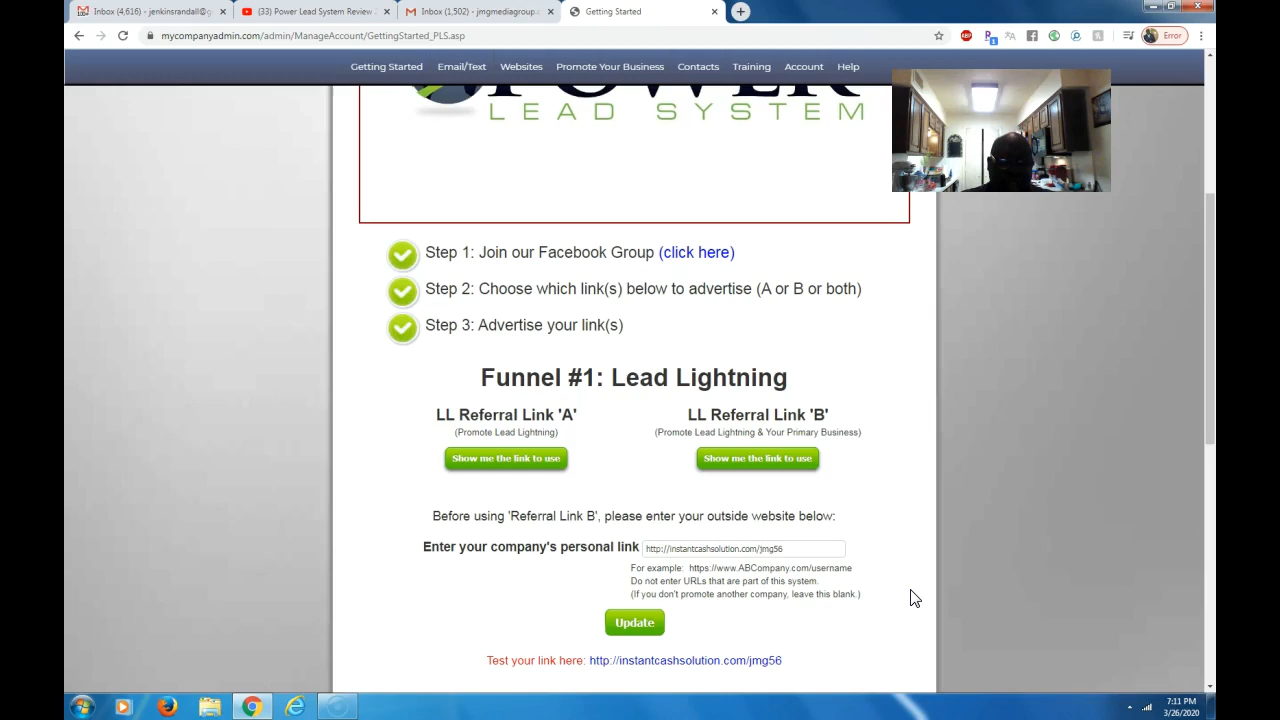 Inbox (4,616) - jenkinsrandall@g
(33) Power Lead System Review
Inbox (1,502) - jmgmediagroup.c
Getting Started
mycompanyadmin.com/admin/ManageAccount/GettingStarted_PLS.asp
Error
Getting Started Email/Text Websites Promote Your Business Contacts Training Account Help
POWER
LEAD SYSTEM
Step 1: Join our Facebook Group (click here)
Step 2: Choose which link(s) below to advertise (A or B or both)
Step 3: Advertise your link(s)
Funnel #1: Lead Lightning
LL Referral Link 'A'
(Promote Lead Lightning)
Show me the link to use
LL Referral Link 'B'
(Promote Lead Lightning & Your Primary Business)
Show me the link to use
Before using 'Referral Link B', please enter your outside website below:
Enter your company's personal link http://instantcashsolution.com/jmg56
For example: https://www.ABCompany.com/username
Do not enter URLs that are part of this system.
(If you don't promote another company, leave this blank.)
Update
Test your link here: http://instantcashsolution.com/jmg56
7:11 PM
3/26/2020